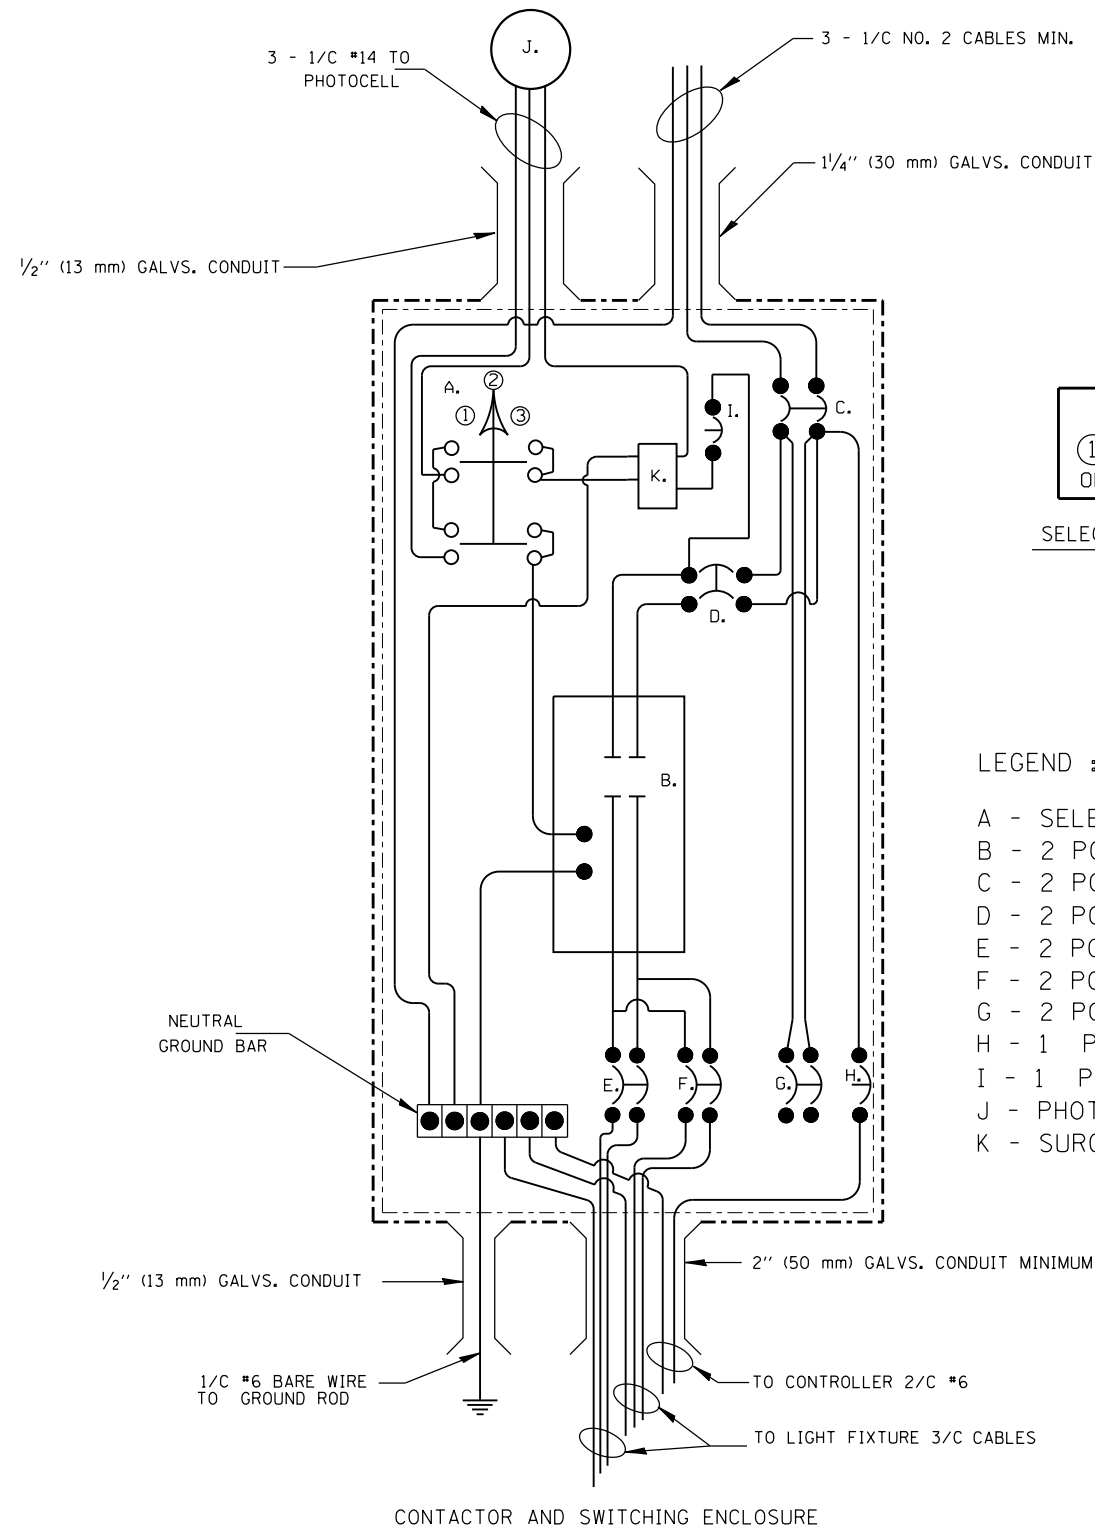 J.
3 - 1/C #14 TO
PHOTOCELL
3 - 1/C NO. 2 CABLES MIN.
1 1/4" (30 mm) GALVS. CONDUIT
1/2" (13 mm) GALVS. CONDUIT
A.
②
①
③
I.
C.
K.
D.
B.
SELEC
LEGEND :
A - SELE
B - 2 PO
C - 2 PO
D - 2 PO
E - 2 PO
F - 2 PO
G - 2 PO
H - 1 P
I - 1 P
J - PHOT
K - SURG
NEUTRAL
GROUND BAR
E.
F.
G.
H.
1/2" (13 mm) GALVS. CONDUIT
2" (50 mm) GALVS. CONDUIT MINIMUM
1/C #6 BARE WIRE
TO GROUND ROD
TO CONTROLLER 2/C #6
TO LIGHT FIXTURE 3/C CABLES
CONTACTOR AND SWITCHING ENCLOSURE